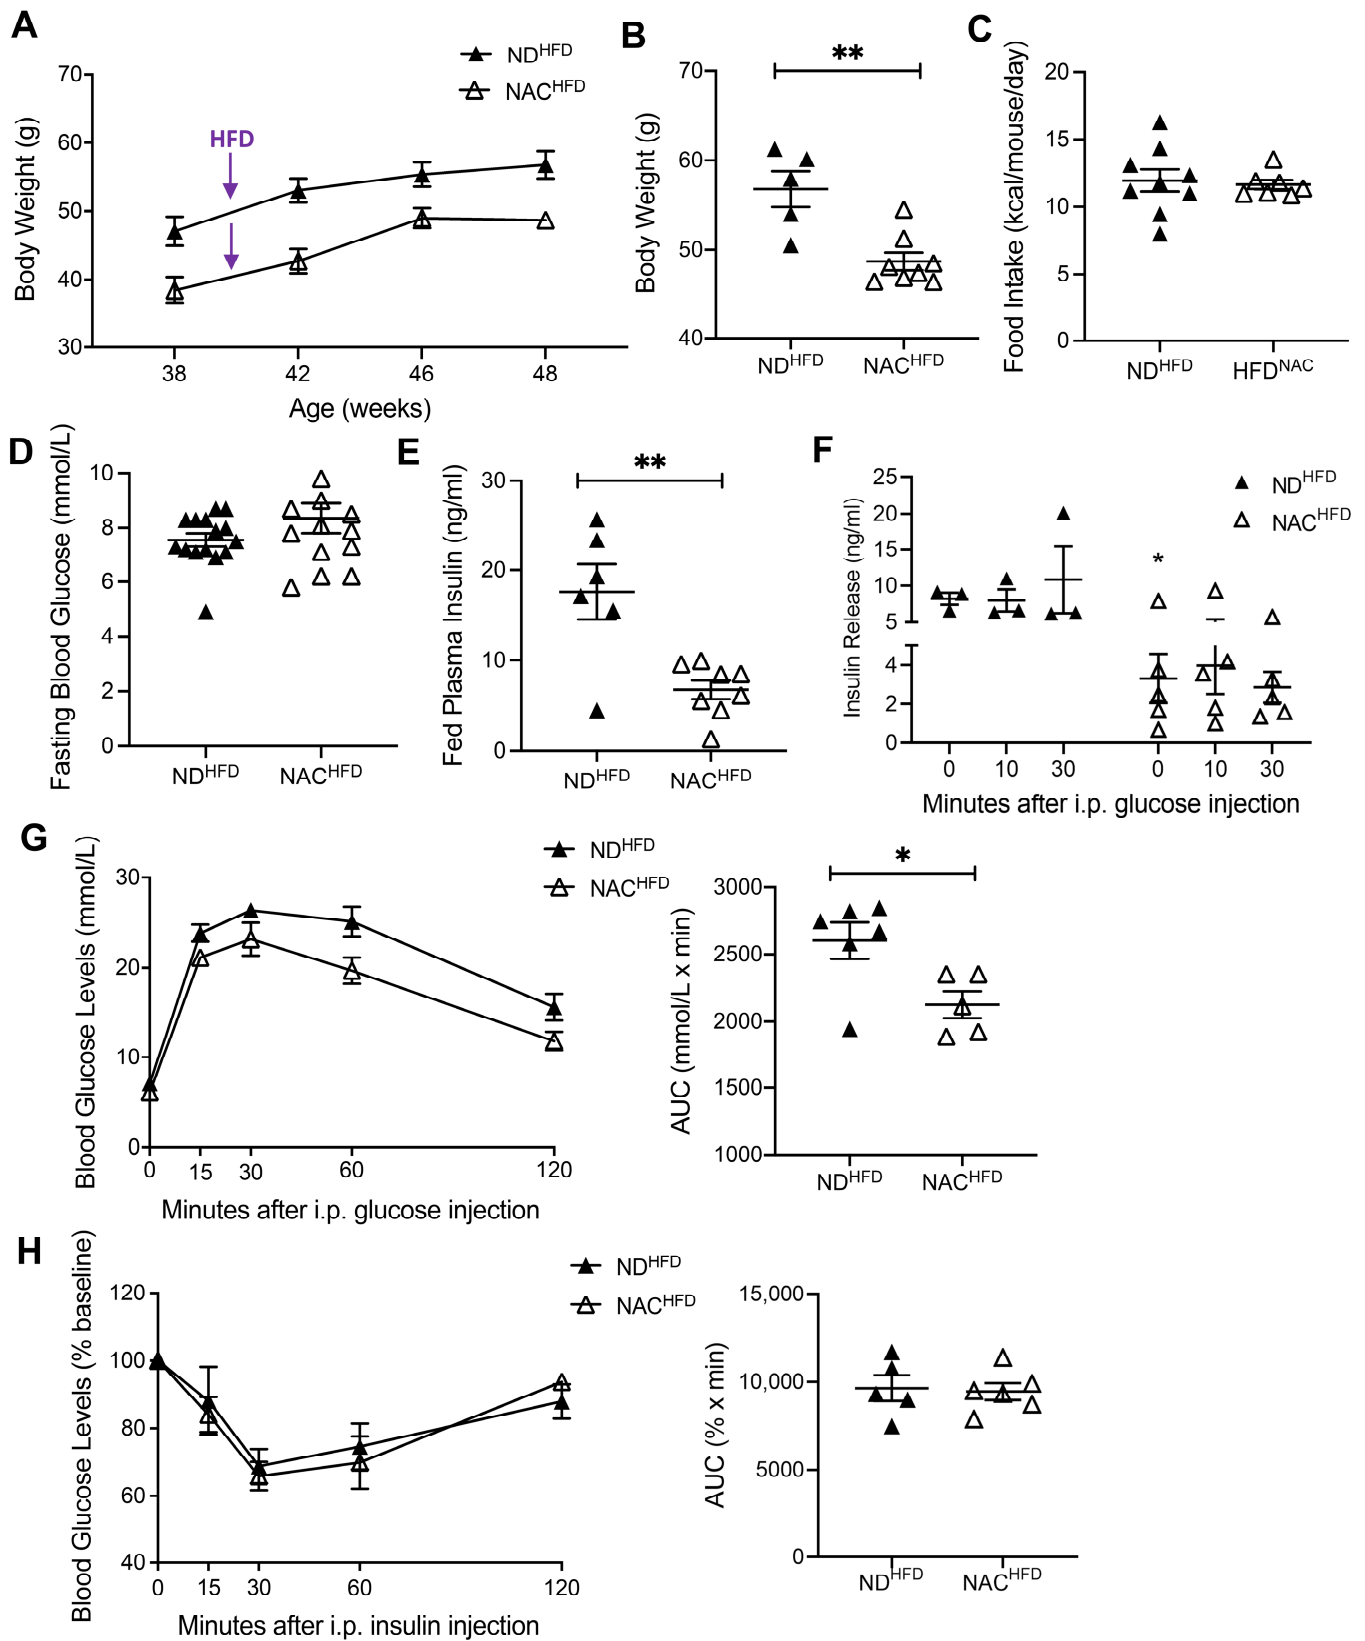 A
ND^HFD
NAC^HFD
HFD
Body Weight (g)
70
60
50
40
30
38
42
46
48
Age (weeks)
B
**
Body Weight (g)
70
60
50
40
ND^HFD
NAC^HFD
C
Food Intake (kcal/mouse/day)
20
15
10
5
0
ND^HFD
HFD^NAC
D
Fasting Blood Glucose (mmol/L)
10
8
6
4
2
0
ND^HFD
NAC^HFD
E
**
Fed Plasma Insulin (ng/ml)
30
20
10
0
ND^HFD
NAC^HFD
F
ND^HFD
NAC^HFD
*
Insulin Release (ng/ml)
25
20
15
10
5
4
2
0
0
10
30
0
10
30
Minutes after i.p. glucose injection
G
ND^HFD
NAC^HFD
Blood Glucose Levels (mmol/L)
30
20
10
0
0
15
30
60
120
Minutes after i.p. glucose injection
*
AUC (mmol/L x min)
3000
2500
2000
1500
1000
ND^HFD
NAC^HFD
H
ND^HFD
NAC^HFD
Blood Glucose Levels (% baseline)
120
100
80
60
40
0
15
30
60
120
Minutes after i.p. insulin injection
AUC (% x min)
15,000
10,000
5000
0
ND^HFD
NAC^HFD